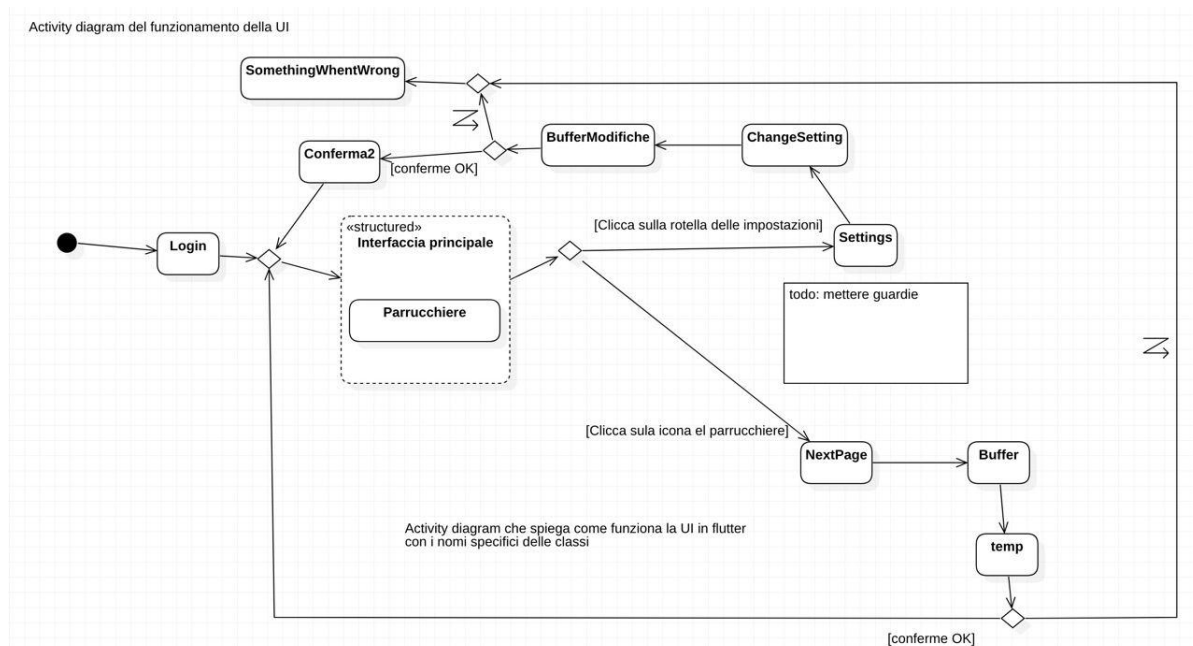 Activity diagram del funzionamento della UI
SomethingWhentWrong
BufferModifiche
ChangeSetting
Conferma2
[conferme OK]
«structured»
Interfaccia principale
[Clicca sulla rotella delle impostazioni]
Login
Settings
todo: mettere guardie
Parrucchiere
[Clicca sula icona el parrucchiere]
NextPage
Buffer
Activity diagram che spiega come funziona la UI in flutter
con i nomi specifici delle classi
temp
[conferme OK]